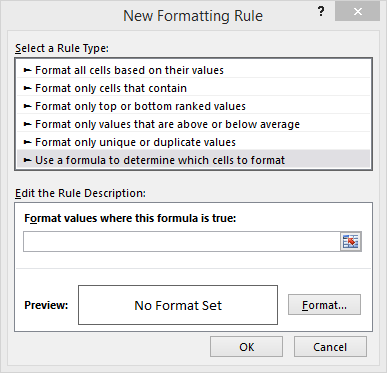 New Formatting Rule
?
Select a Rule Type:
► Format all cells based on their values
► Format only cells that contain
► Format only top or bottom ranked values
► Format only values that are above or below average
► Format only unique or duplicate values
► Use a formula to determine which cells to format
Edit the Rule Description:
Format values where this formula is true:
Preview:
No Format Set
Format...
OK
Cancel